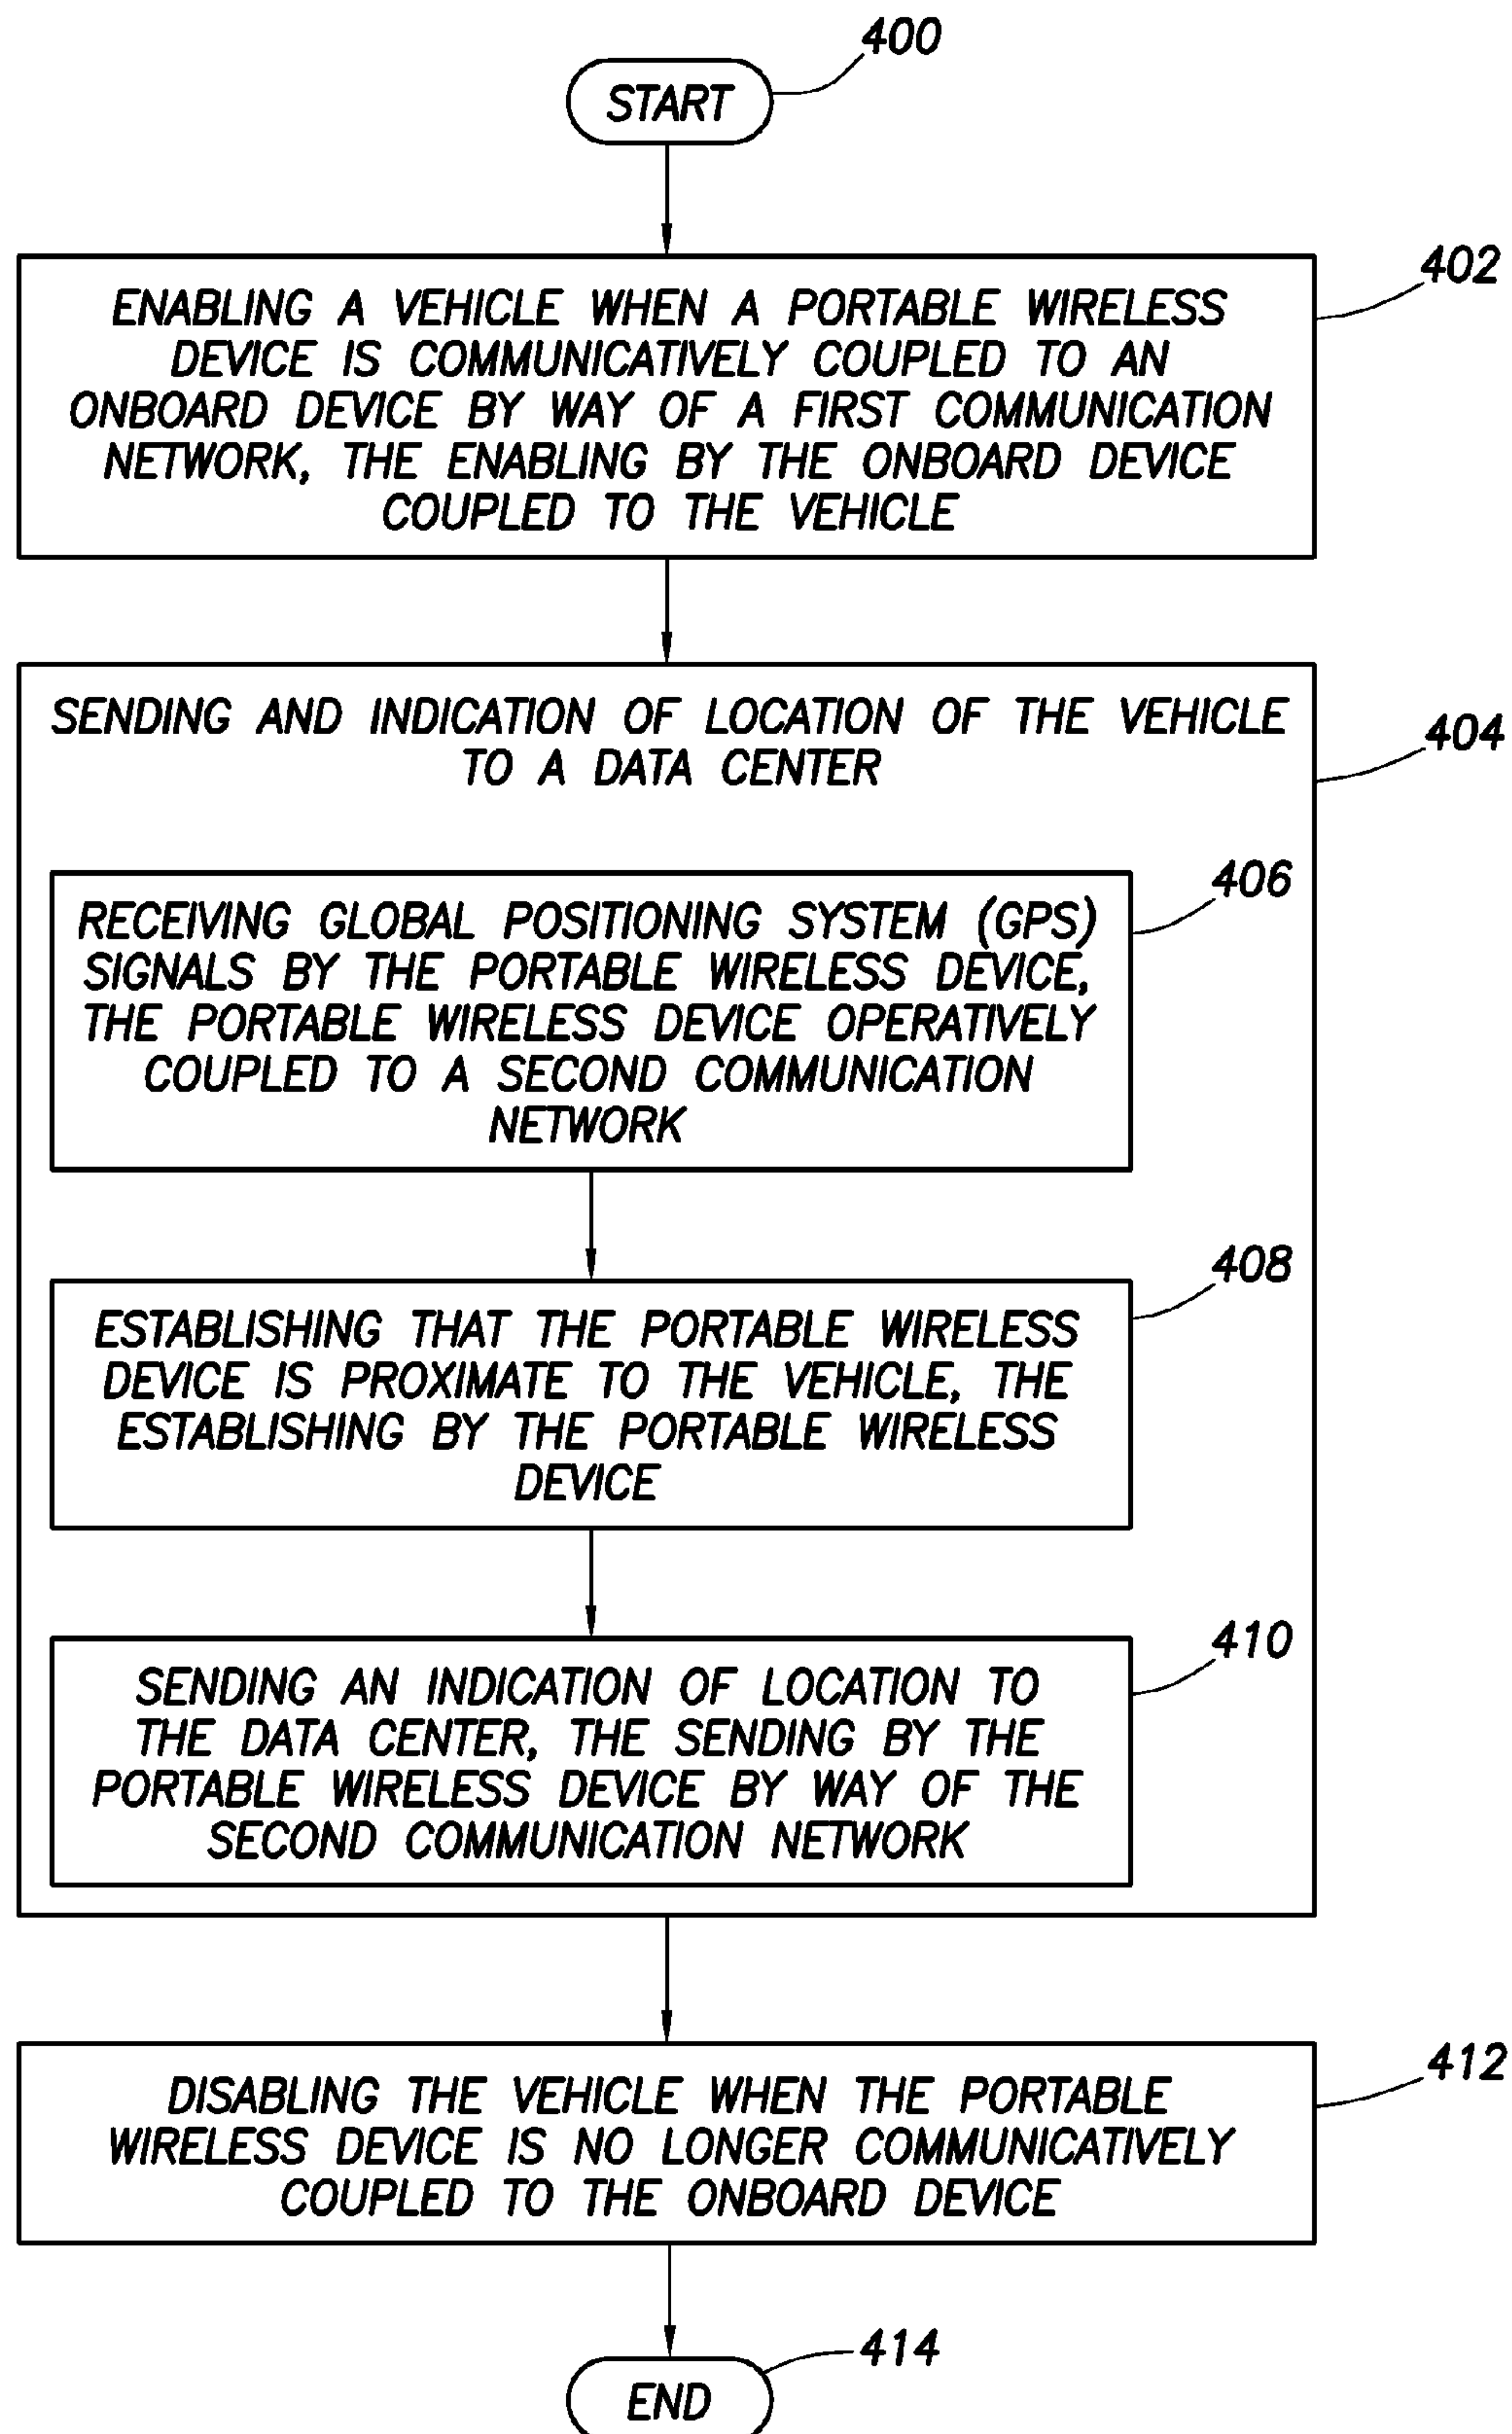 400
START
402
ENABLING A VEHICLE WHEN A PORTABLE WIRELESS
DEVICE IS COMMUNICATIVELY COUPLED TO AN
ONBOARD DEVICE BY WAY OF A FIRST COMMUNICATION
NETWORK, THE ENABLING BY THE ONBOARD DEVICE
COUPLED TO THE VEHICLE
404
SENDING AND INDICATION OF LOCATION OF THE VEHICLE
TO A DATA CENTER
406
RECEIVING GLOBAL POSITIONING SYSTEM (GPS)
SIGNALS BY THE PORTABLE WIRELESS DEVICE,
THE PORTABLE WIRELESS DEVICE OPERATIVELY
COUPLED TO A SECOND COMMUNICATION
NETWORK
408
ESTABLISHING THAT THE PORTABLE WIRELESS
DEVICE IS PROXIMATE TO THE VEHICLE, THE
ESTABLISHING BY THE PORTABLE WIRELESS
DEVICE
410
SENDING AN INDICATION OF LOCATION TO
THE DATA CENTER, THE SENDING BY THE
PORTABLE WIRELESS DEVICE BY WAY OF THE
SECOND COMMUNICATION NETWORK
412
DISABLING THE VEHICLE WHEN THE PORTABLE
WIRELESS DEVICE IS NO LONGER COMMUNICATIVELY
COUPLED TO THE ONBOARD DEVICE
414
END